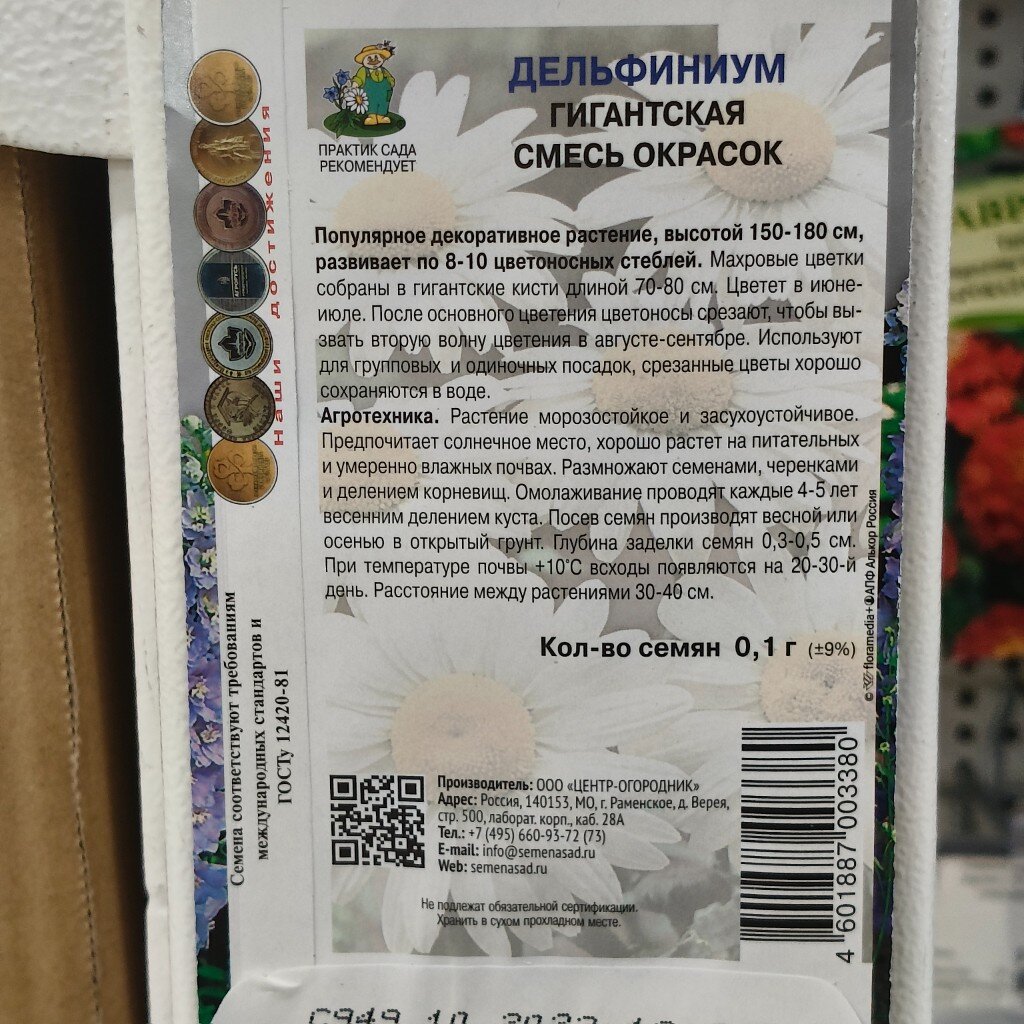 ПРАКТИК САДА
РЕКОМЕНДУЕТ
ДЕЛЬФИНИУМ
ГИГАНТСКАЯ
СМЕСЬ ОКРАСОК
Популярное декоративное растение, высотой 150-180 см,
развивает по 8-10 цветоносных стеблей. Махровые цветки
собраны в гигантские кисти длиной 70-80 см. Цветет в июне-
июле. После основного цветения цветоносы срезают, чтобы вы-
звать вторую волну цветения в августе-сентябре. Используют
для групповых и одиночных посадок, срезанные цветы хорошо
сохраняются в воде.
Агротехника. Растение морозостойкое и засухоустойчивое.
Предпочитает солнечное место, хорошо растет на питательных
и умеренно влажных почвах. Размножают семенами, черенками
и делением корневищ. Омолаживание проводят каждые 4-5 лет
весенним делением куста. Посев семян производят весной или
осенью в открытый грунт. Глубина заделки семян 0,3-0,5 см.
При температуре почвы +10°С всходы появляются на 20-30-й
день. Расстояние между растениями 30-40 см.
Кол-во семян 0,1 г (±9%)
Производитель: ООО «ЦЕНТР-ОГОРОДНИК»
Адрес: Россия, 140153, МО, г. Раменское, д. Верея,
стр. 500, лаборат. корп., каб. 28А
Тел.: +7 (495) 660-93-72 (73)
E-mail: info@semenasad.ru
Web: semenasad.ru
Не подлежат обязательной сертификации.
Хранить в сухом прохладном месте.
4 601887 003380
наши достижения
Семена соответствуют требованиям
международных стандартов и
ГОСТу 12420-81
floramedia+ АПФ Алькор Россия